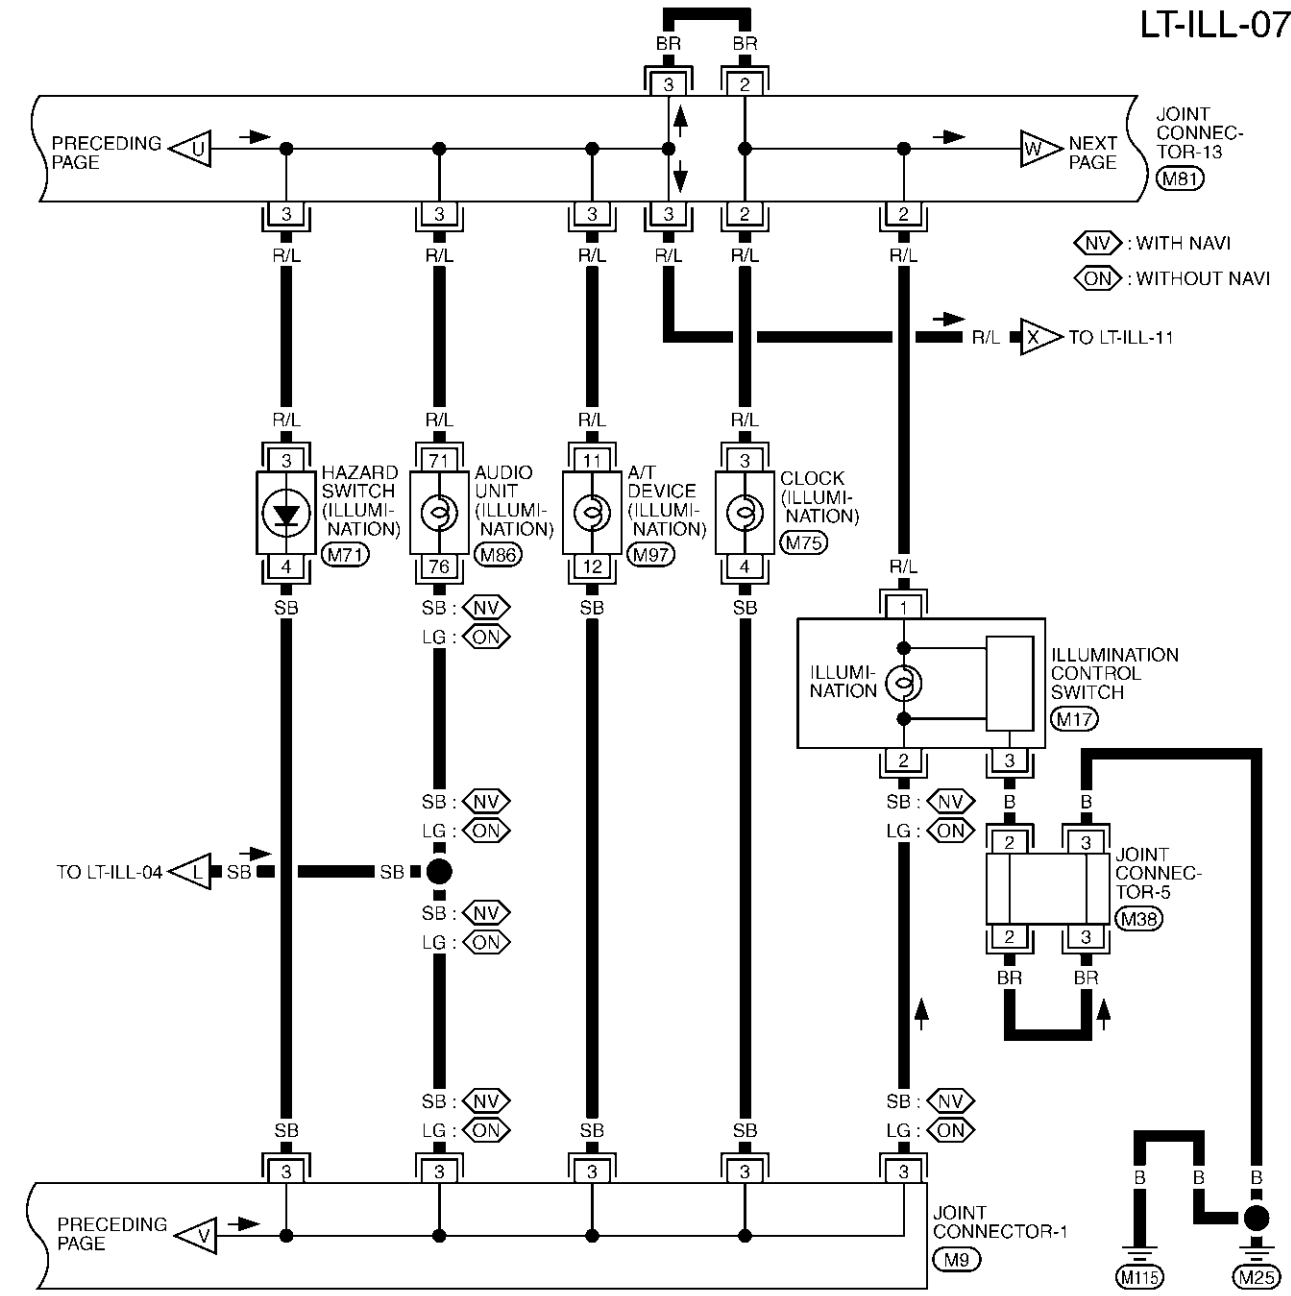 LT-ILL-07
BR BR
3 2
PRECEDING
PAGE
U
W
NEXT
PAGE
JOINT
CONNEC-
TOR-13
M81
3 3 3 3 2 2
R/L R/L R/L R/L R/L R/L
NV : WITH NAVI
ON : WITHOUT NAVI
R/L X TO LT-ILL-11
R/L R/L R/L R/L
3 71 11 3
HAZARD
SWITCH
(ILLUMI-
NATION)
M71
AUDIO
UNIT
(ILLUMI-
NATION)
M86
A/T
DEVICE
(ILLUMI-
NATION)
M97
CLOCK
(ILLUMI-
NATION)
M75
4 76 12 4
R/L
1
SB SB : NV SB SB
LG : ON
ILLUMI-
NATION
ILLUMINATION
CONTROL
SWITCH
M17
2 3
SB : NV SB : NV B B
LG : ON LG : ON
2 3
JOINT
CONNEC-
TOR-5
M38
TO LT-ILL-04 L SB SB
SB : NV
LG : ON
2 3
BR BR
SB : NV SB : NV
SB LG : ON SB SB LG : ON
3 3 3 3 3
B B B
PRECEDING
PAGE
V
JOINT
CONNECTOR-1
M9
M115 M25